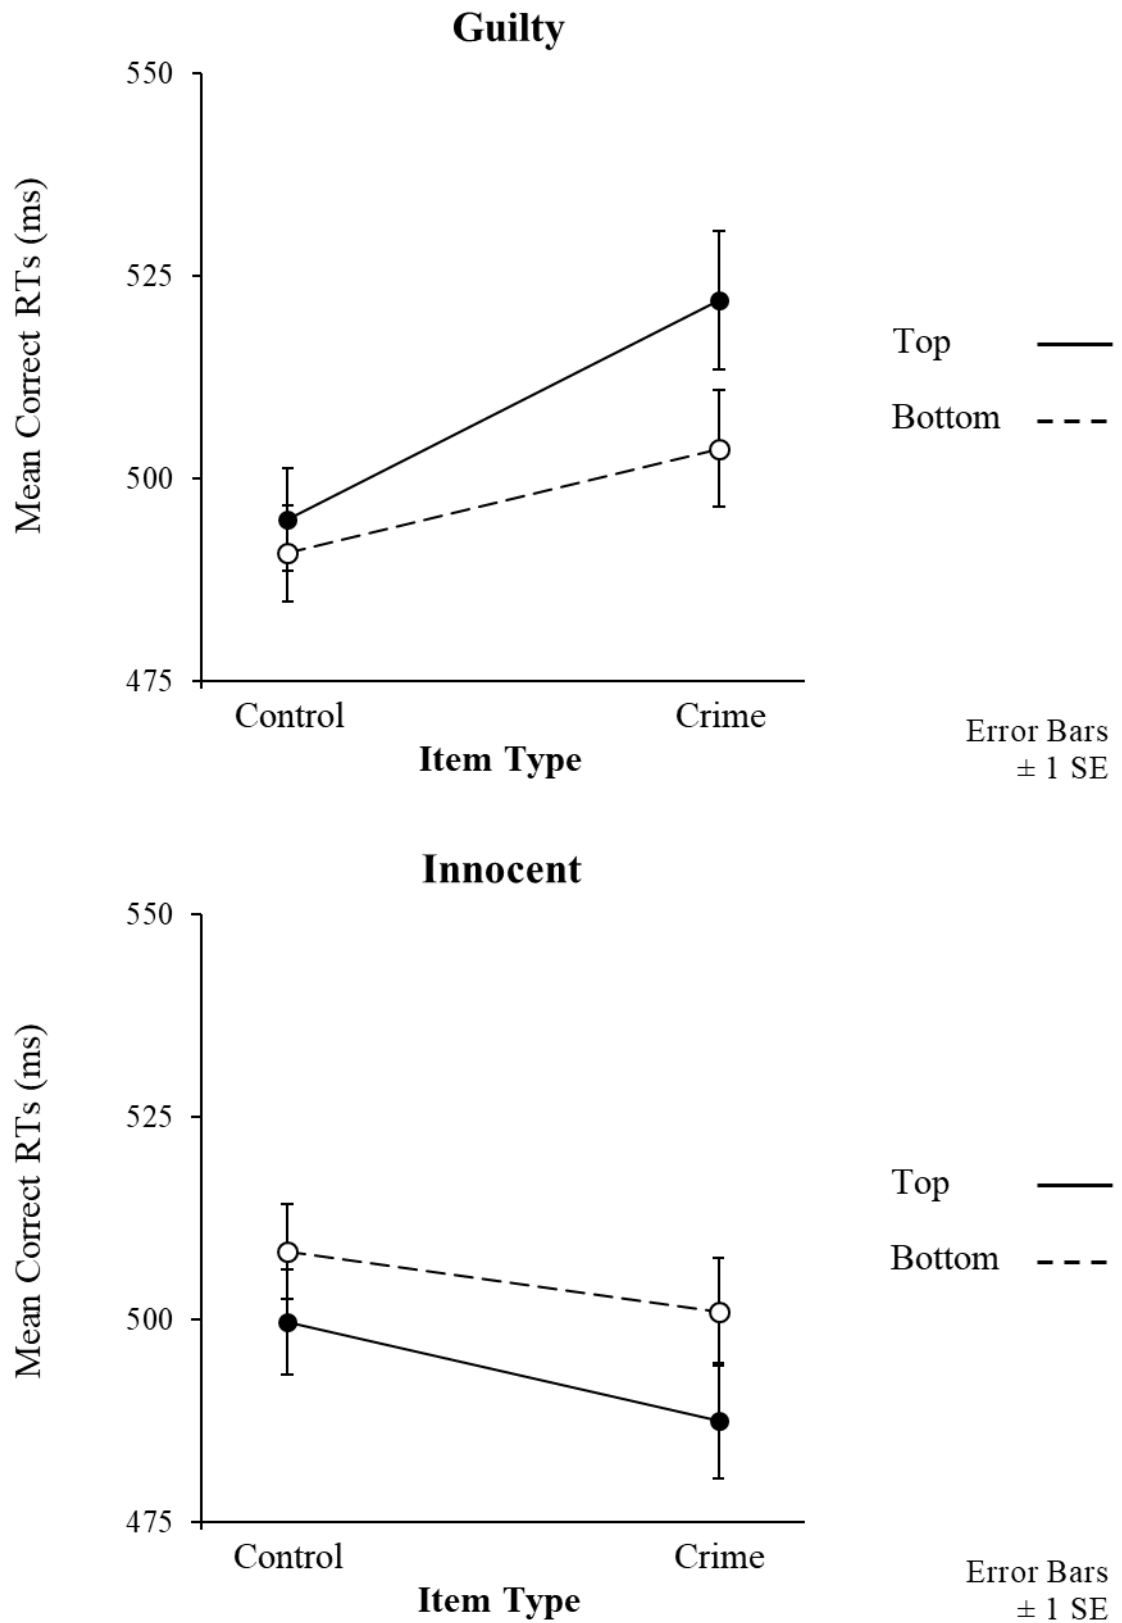 Guilty
Mean Correct RTs (ms)
550
525
500
475
Control
Crime
Item Type
Top
Bottom
Error Bars
± 1 SE
Innocent
Mean Correct RTs (ms)
550
525
500
475
Control
Crime
Item Type
Top
Bottom
Error Bars
± 1 SE